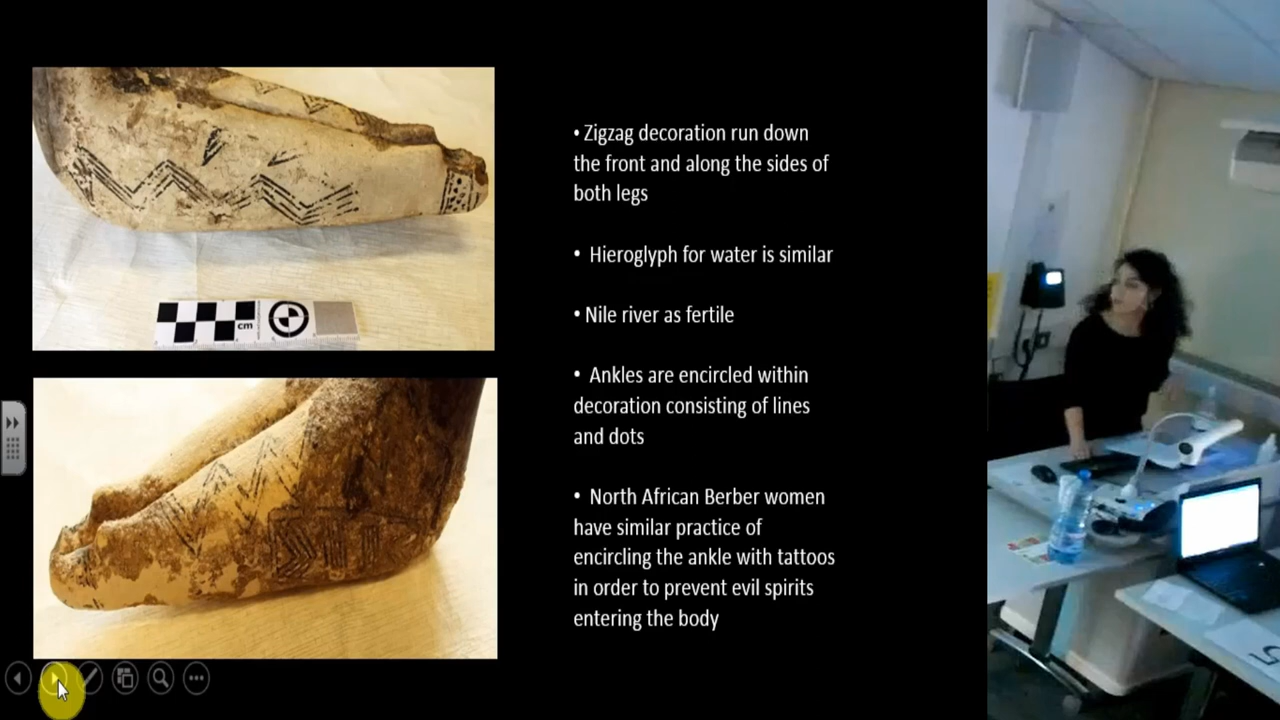 • Zigzag decoration run down
the front and along the sides of
both legs
• Hieroglyph for water is similar
• Nile river as fertile
• Ankles are encircled within
decoration consisting of lines
and dots
• North African Berber women
have similar practice of
encircling the ankle with tattoos
in order to prevent evil spirits
entering the body
cm